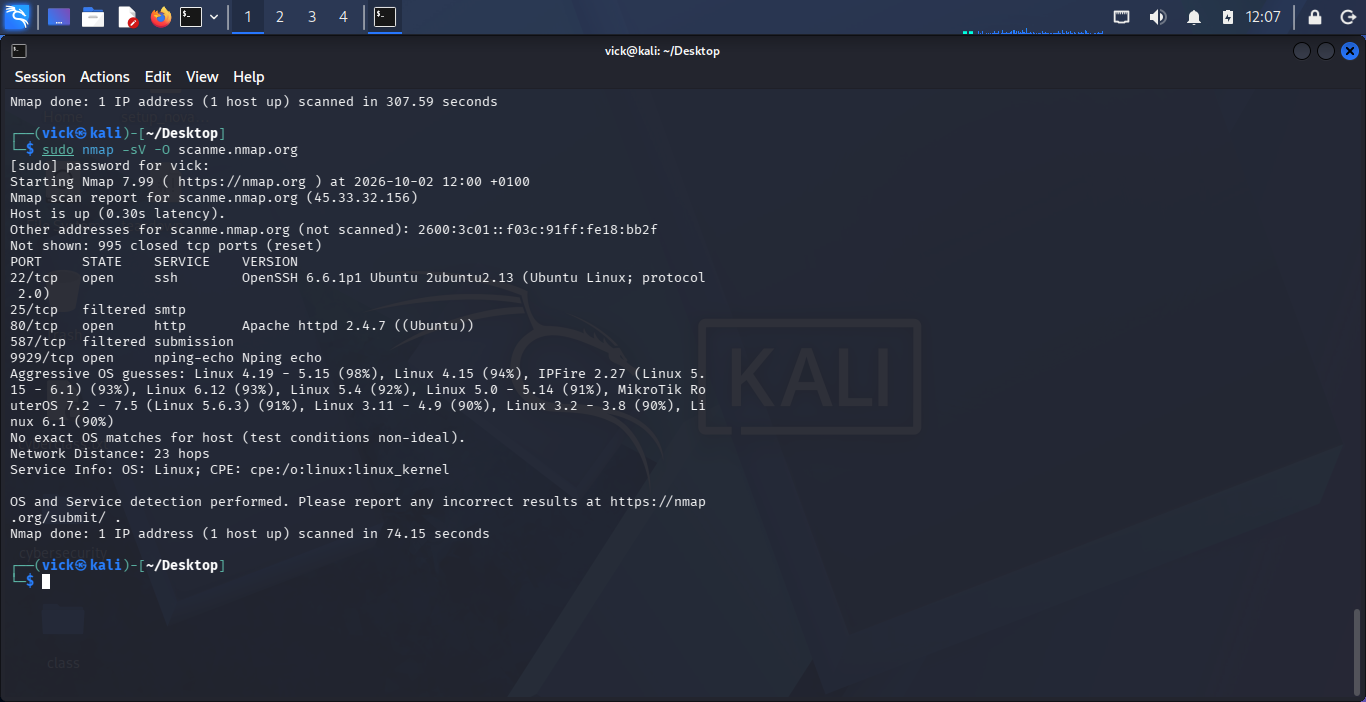 1 2 3 4 12:07
vick@kali: ~/Desktop
Session Actions Edit View Help
Nmap done: 1 IP address (1 host up) scanned in 307.59 seconds
┌──(vick㉿kali)-[~/Desktop]
└─$ sudo nmap -sV -O scanme.nmap.org
[sudo] password for vick:
Starting Nmap 7.99 ( https://nmap.org ) at 2026-10-02 12:00 +0100
Nmap scan report for scanme.nmap.org (45.33.32.156)
Host is up (0.30s latency).
Other addresses for scanme.nmap.org (not scanned): 2600:3c01::f03c:91ff:fe18:bb2f
Not shown: 995 closed tcp ports (reset)
PORT     STATE    SERVICE    VERSION
22/tcp   open     ssh        OpenSSH 6.6.1p1 Ubuntu 2ubuntu2.13 (Ubuntu Linux; protocol
 2.0)
25/tcp   filtered smtp
80/tcp   open     http       Apache httpd 2.4.7 ((Ubuntu))
587/tcp  filtered submission
9929/tcp open     nping-echo Nping echo
Aggressive OS guesses: Linux 4.19 - 5.15 (98%), Linux 4.15 (94%), IPFire 2.27 (Linux 5.
15 - 6.1) (93%), Linux 6.12 (93%), Linux 5.4 (92%), Linux 5.0 - 5.14 (91%), MikroTik Ro
uterOS 7.2 - 7.5 (Linux 5.6.3) (91%), Linux 3.11 - 4.9 (90%), Linux 3.2 - 3.8 (90%), Li
nux 6.1 (90%)
No exact OS matches for host (test conditions non-ideal).
Network Distance: 23 hops
Service Info: OS: Linux; CPE: cpe:/o:linux:linux_kernel
OS and Service detection performed. Please report any incorrect results at https://nmap
.org/submit/ .
Nmap done: 1 IP address (1 host up) scanned in 74.15 seconds
┌──(vick㉿kali)-[~/Desktop]
└─$
KALI
cybersecurity
class